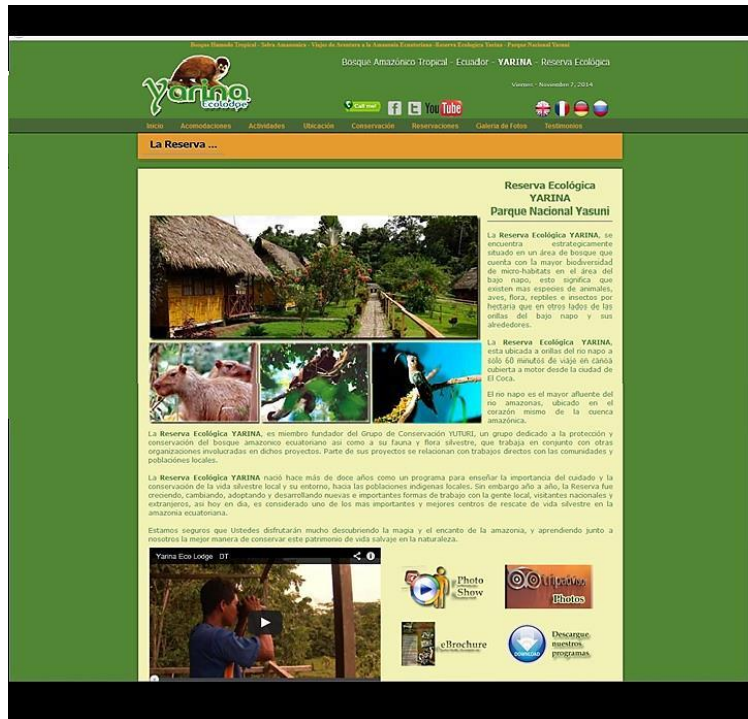 Bosque Humedo Tropical - Selva Amazonica - Viajes de Aventura a la Amazonia Ecuatoriana -Reserva Ecologica Yarina - Parque Nacional Yasuni
Yarina
Ecolodge
Bosque Amazónico Tropical – Ecuador – YARINA – Reserva Ecológica
Viernes - Noviembre 7, 2014
Call me!
You Tube
Inicio Acomodaciones Actividades Ubicación Conservación Reservaciones Galeria de Fotos Testimonios
La Reserva ...
Reserva Ecológica
YARINA
Parque Nacional Yasuni
La Reserva Ecológica YARINA, se
encuentra estrategicamente
situado en un área de bosque que
cuenta con la mayor biodiversidad
de micro-habitats en el área del
bajo napo, esto significa que
existen mas especies de animales,
aves, flora, reptiles e insectos por
hectaria que en otros lados de las
orillas del bajo napo y sus
alrededores.
La Reserva Ecológica YARINA,
esta ubicada a orillas del rio napo a
solo 60 minutos de viaje en canoa
cubierta a motor desde la ciudad de
El Coca.
El rio napo es el mayor afluente del
rio amazonas, ubicado en el
corazón mismo de la cuenca
amazónica.
La Reserva Ecológica YARINA, es miembro fundador del Grupo de Conservación YUTURI, un grupo dedicado a la protección y
conservación del bosque amazonico ecuatoriano asi como a su fauna y flora silvestre, que trabaja en conjunto con otras
organizaciones involucradas en dichos proyectos. Parte de sus proyectos se relacionan con trabajos directos con las comunidades y
poblaciónes locales.
La Reserva Ecológica YARINA nació hace más de doce años como un programa para enseñar la importancia del cuidado y la
conservación de la vida silvestre local y su entorno, hacia las poblaciones indigenas locales. Sin embargo año a año, la Reserva fue
creciendo, cambiando, adoptando y desarrollando nuevas e importantes formas de trabajo con la gente local, visitantes nacionales y
extranjeros, asi hoy en dia, es considerado uno de los mas importantes y mejores centros de rescate de vida silvestre en la
amazonia ecuatoriana.
Estamos seguros que Ustedes disfrutarán mucho descubriendo la magia y el encanto de la amazonia, y aprendiendo junto a
nosotros la mejor manera de conservar este patrimonio de vida salvaje en la naturaleza.
Yarina Eco Lodge DT
Photo
Show
tripadvisor
Photos
eBrochure
DOWNLOAD
Descargue
nuestros
programas.